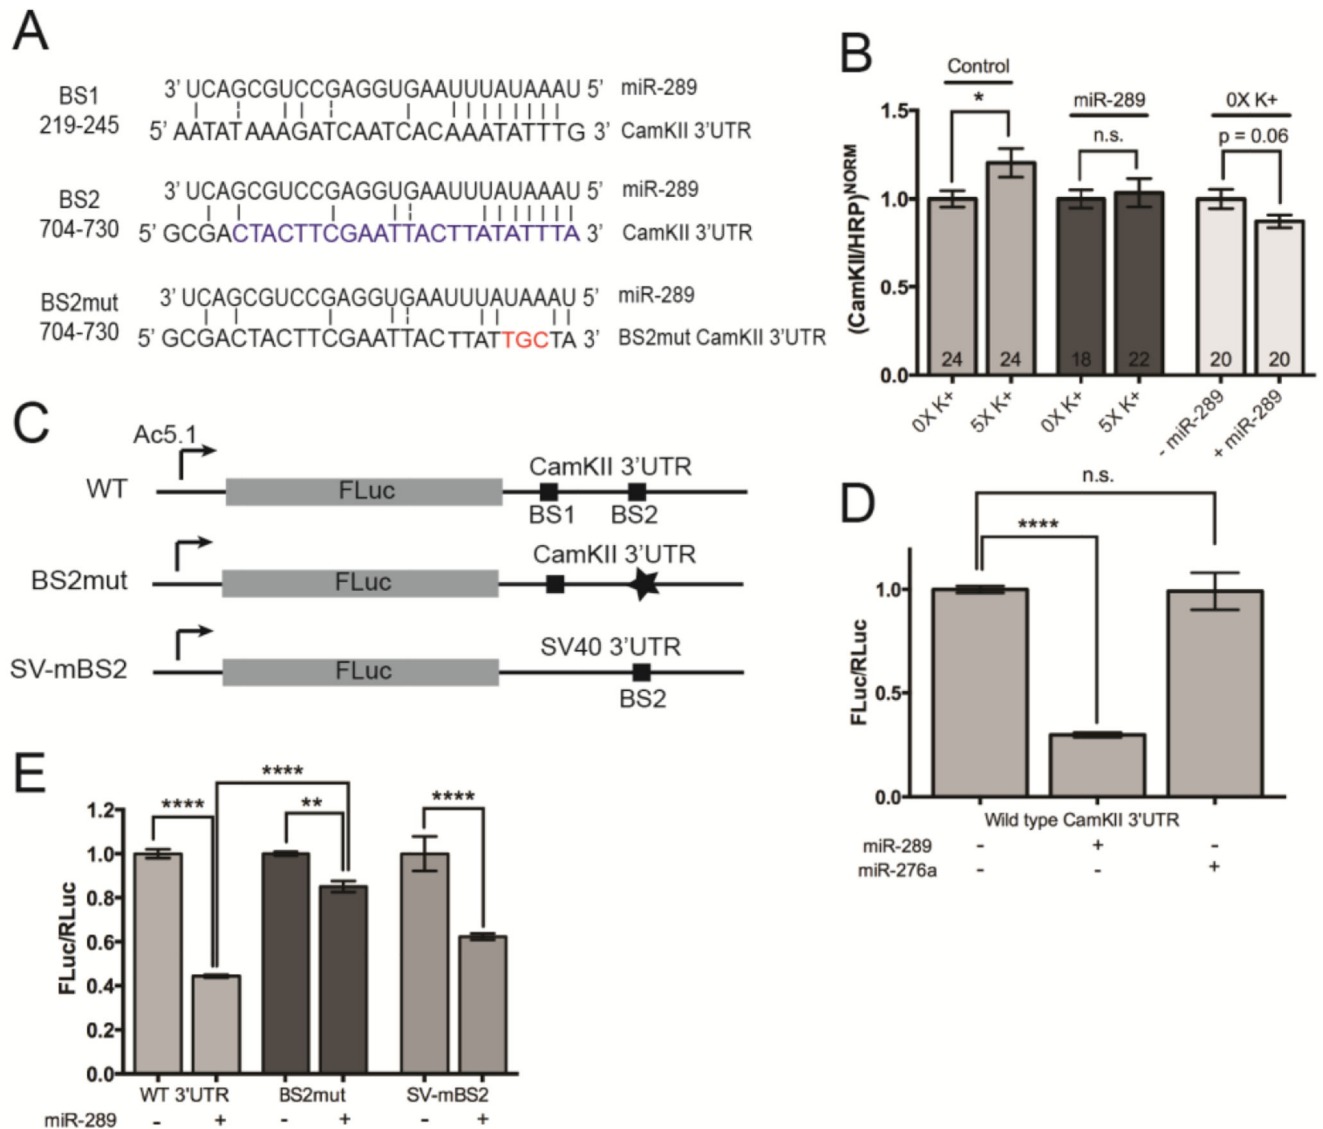 A
BS1
219-245
3' UCAGCGUCCGAGGUGAAUUUAUAAAU 5' miR-289
5' AATATAAAGATCAATCACAAATATTTG 3' CamKII 3'UTR
BS2
704-730
3' UCAGCGUCCGAGGUGAAUUUAUAAAU 5' miR-289
5' GCGACTACTTCGAATTACTTATATTTA 3' CamKII 3'UTR
BS2mut
704-730
3' UCAGCGUCCGAGGUGAAUUUAUAAAU 5' miR-289
5' GCGACTACTTCGAATTACTTATTGCTA 3' BS2mut CamKII 3'UTR
B
Control
miR-289
0X K+
*
n.s.
p = 0.06
(CamKII/HRP)NORM
1.5
1.0
0.5
0.0
24
24
18
22
20
20
0X K+
5X K+
0X K+
5X K+
- miR-289
+ miR-289
C
Ac5.1
WT
FLuc
CamKII 3'UTR
BS1
BS2
BS2mut
FLuc
CamKII 3'UTR
SV-mBS2
FLuc
SV40 3'UTR
BS2
D
n.s.
****
FLuc/RLuc
1.0
0.5
0.0
Wild type CamKII 3'UTR
miR-289 - + -
miR-276a - - +
E
****
****
**
****
FLuc/RLuc
1.2
1.0
0.8
0.6
0.4
0.2
0.0
WT 3'UTR BS2mut SV-mBS2
miR-289 - + - + - +